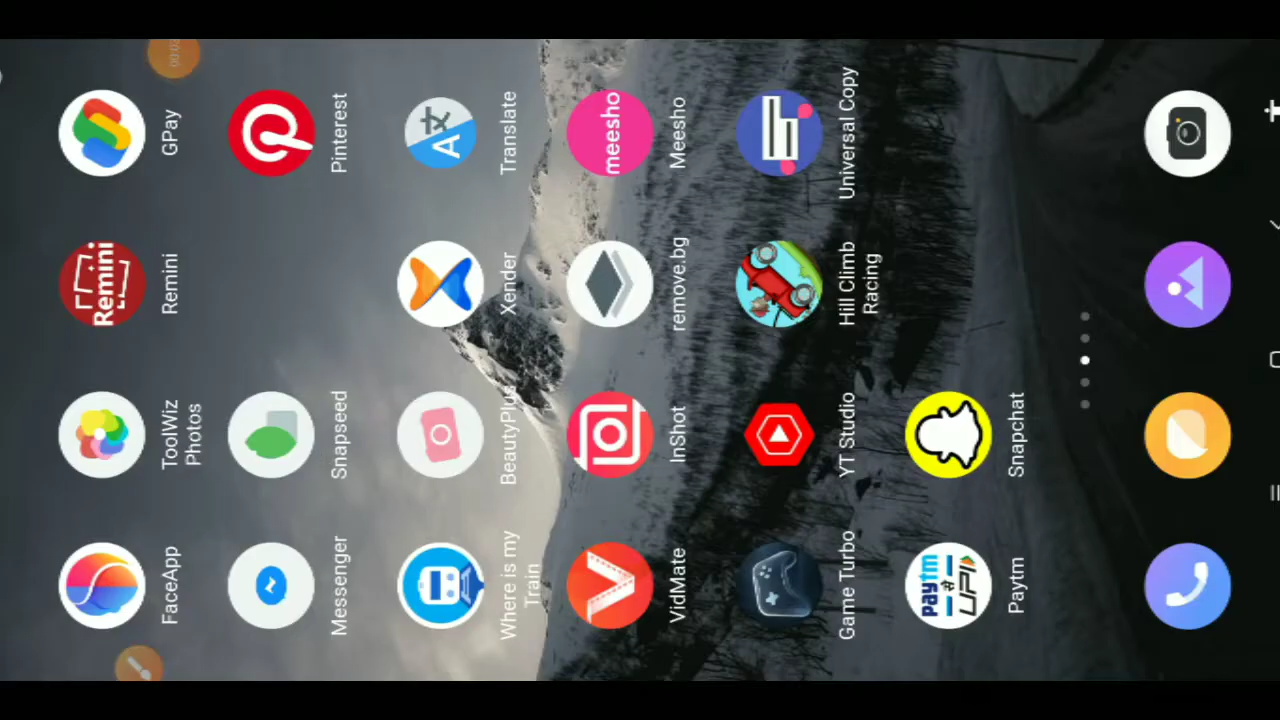 Remini
FaceApp
ToolWiz
Photos
Remini
GPay
Messenger
Snapseed
Pinterest
文
A
Where is my
Train
BeautyPlus
Xender
Translate
meesho
VidMate
InShot
remove.bg
Meesho
Game Turbo
YT Studio
Hill Climb
Racing
Universal Copy
paytm
UPI
Paytm
Snapchat